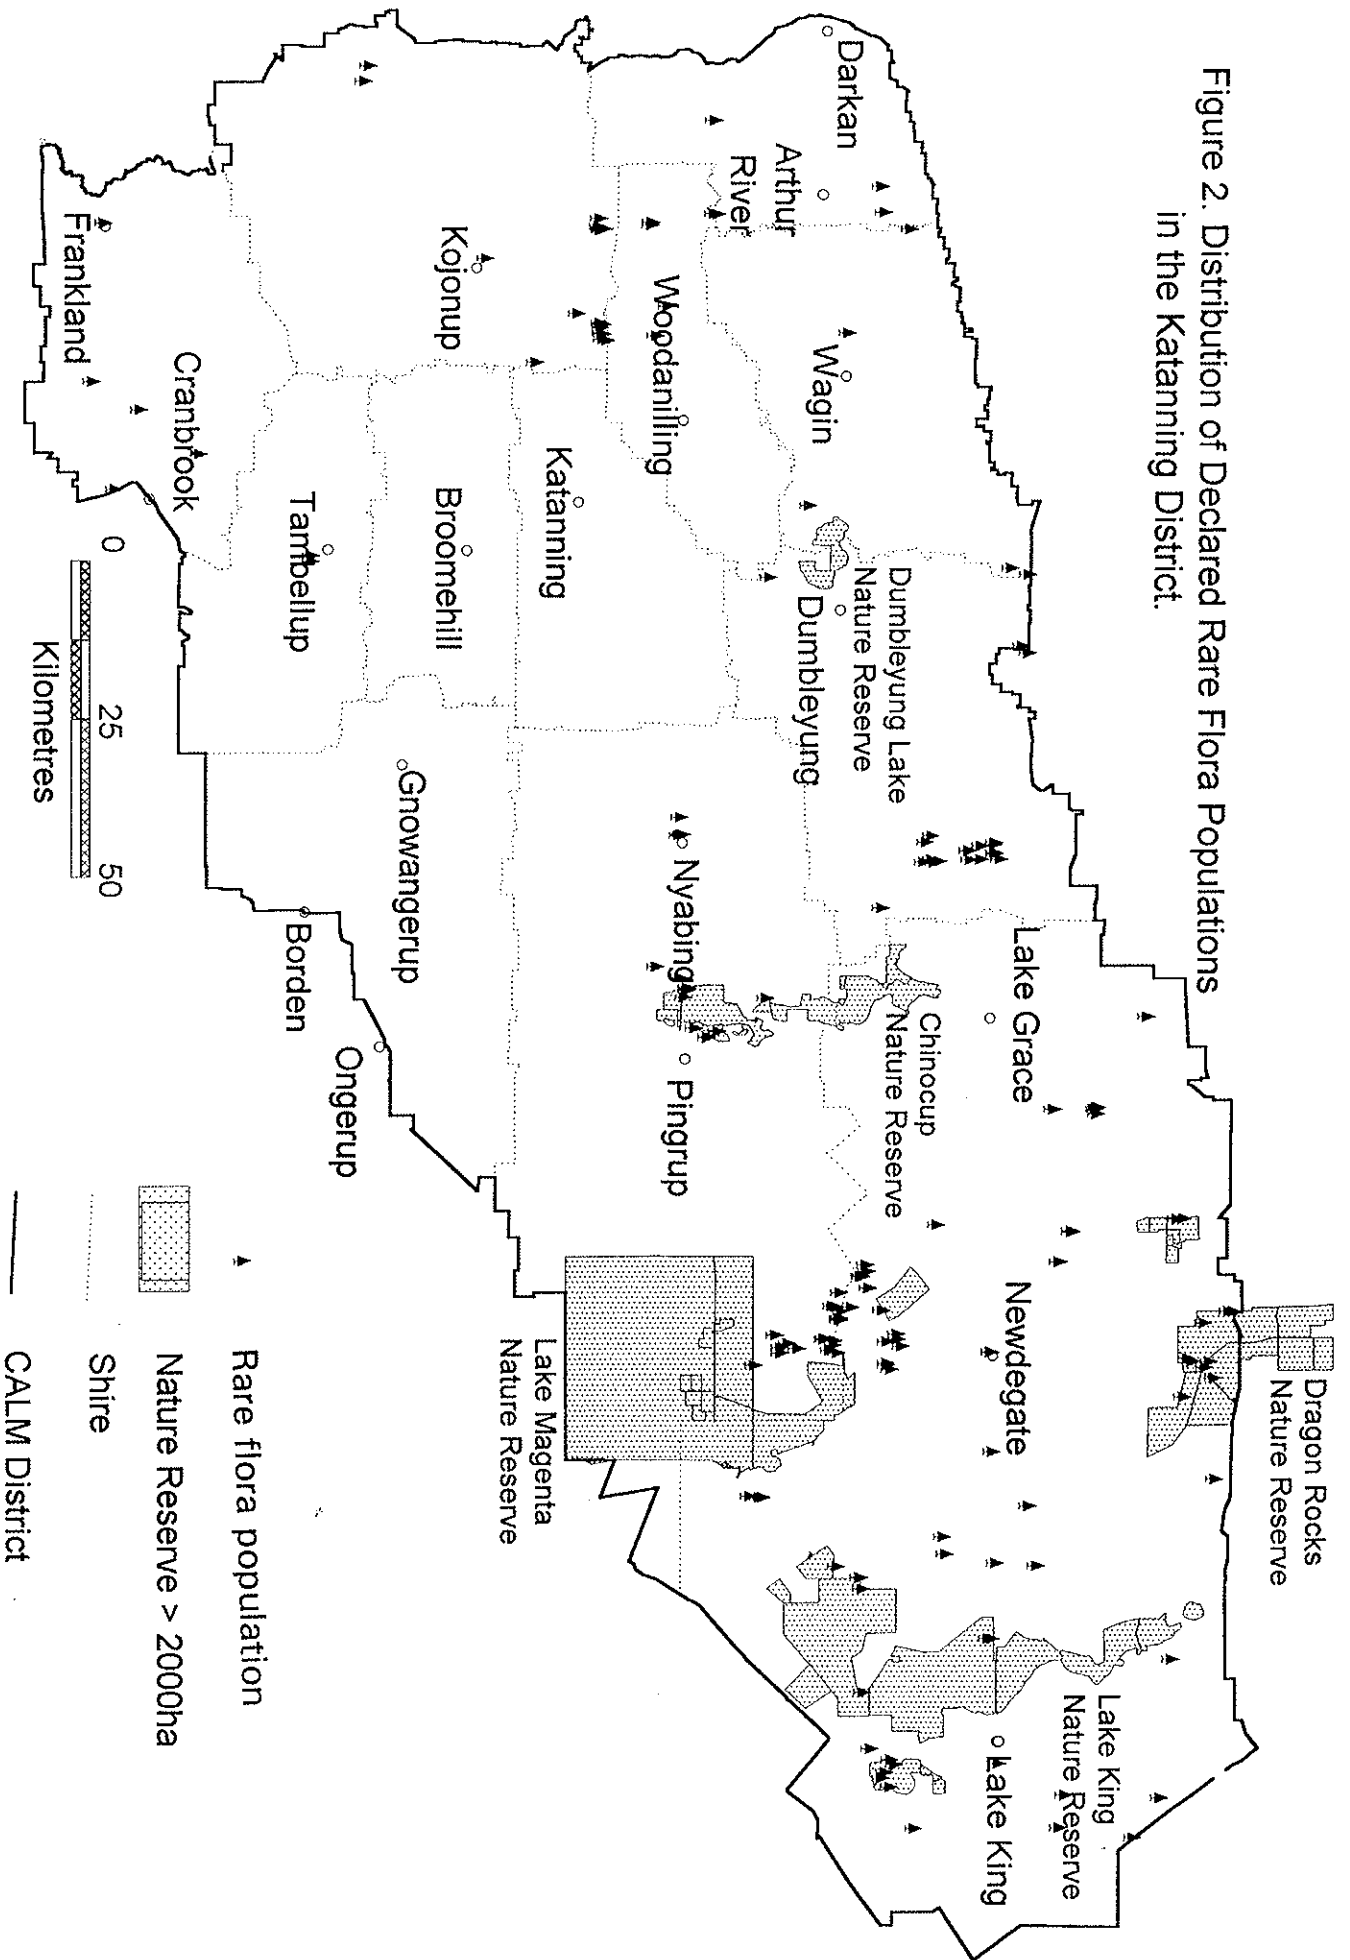 Figure 2. Distribution of Declared Rare Flora Populations
in the Katanning District.
Darkan
Arthur
River
Wagin
Woodanilling
Kojonup
Frankland
Cranbrook
Tambellup
Broomehill
Katanning
Dumbleyung Lake
Nature Reserve
Dumbleyung
Nyabing
Gnowangerup
Borden
Ongerup
Pingrup
Lake Grace
Chinocup
Nature Reserve
Newdegate
Dragon Rocks
Nature Reserve
Lake Magenta
Nature Reserve
Lake King
Nature Reserve
Lake King
0 25 50
Kilometres
Rare flora population
Nature Reserve > 2000ha
Shire
CALM District